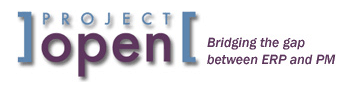 PROJECT
]open[
Bridging the gap
between ERP and PM